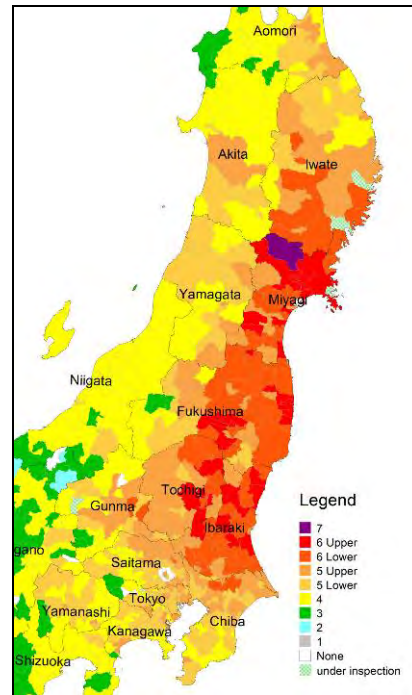 Aomori
Akita
Iwate
Yamagata
Miyagi
Niigata
Fukushima
Tochigi
Gunma
Ibaraki
gano
Saitama
Tokyo
Yamanashi
Kanagawa
Chiba
Shizuoka
Legend
7
6 Upper
6 Lower
5 Upper
5 Lower
4
3
2
1
None
under inspection